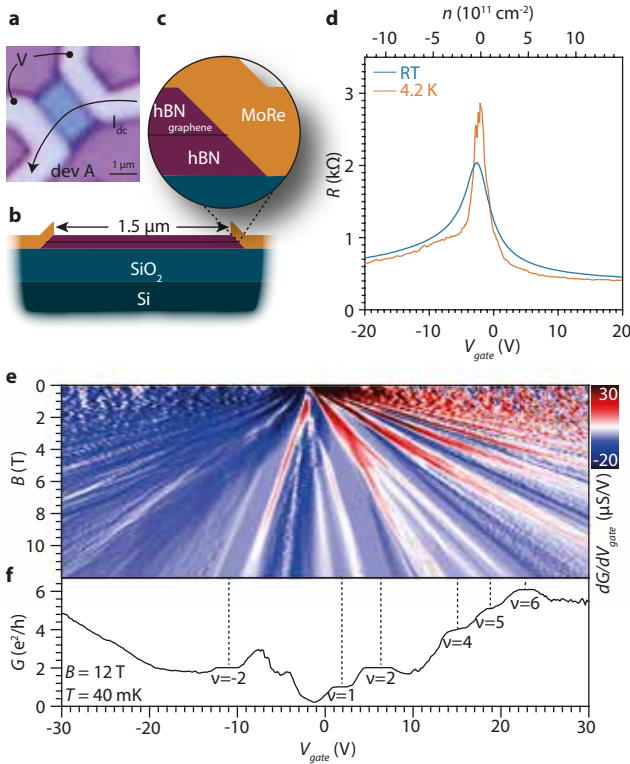 a
V
I_dc
dev A
1 μm
b
1.5 μm
SiO₂
Si
c
hBN
graphene
MoRe
hBN
d
n (10¹¹ cm⁻²)
-10 0 10
RT
4.2 K
R (kΩ)
3
2
1
0
-20 -10 0 10 20
V_gate (V)
e
B (T)
0
2
4
6
8
10
30
-20
dG/dV_gate (μS/V)
f
G (e²/h)
6
4
2
0
ν=-2
ν=1
ν=2
ν=4
ν=5
ν=6
B = 12 T
T = 40 mK
-30 -20 -10 0 10 20 30
V_gate (V)